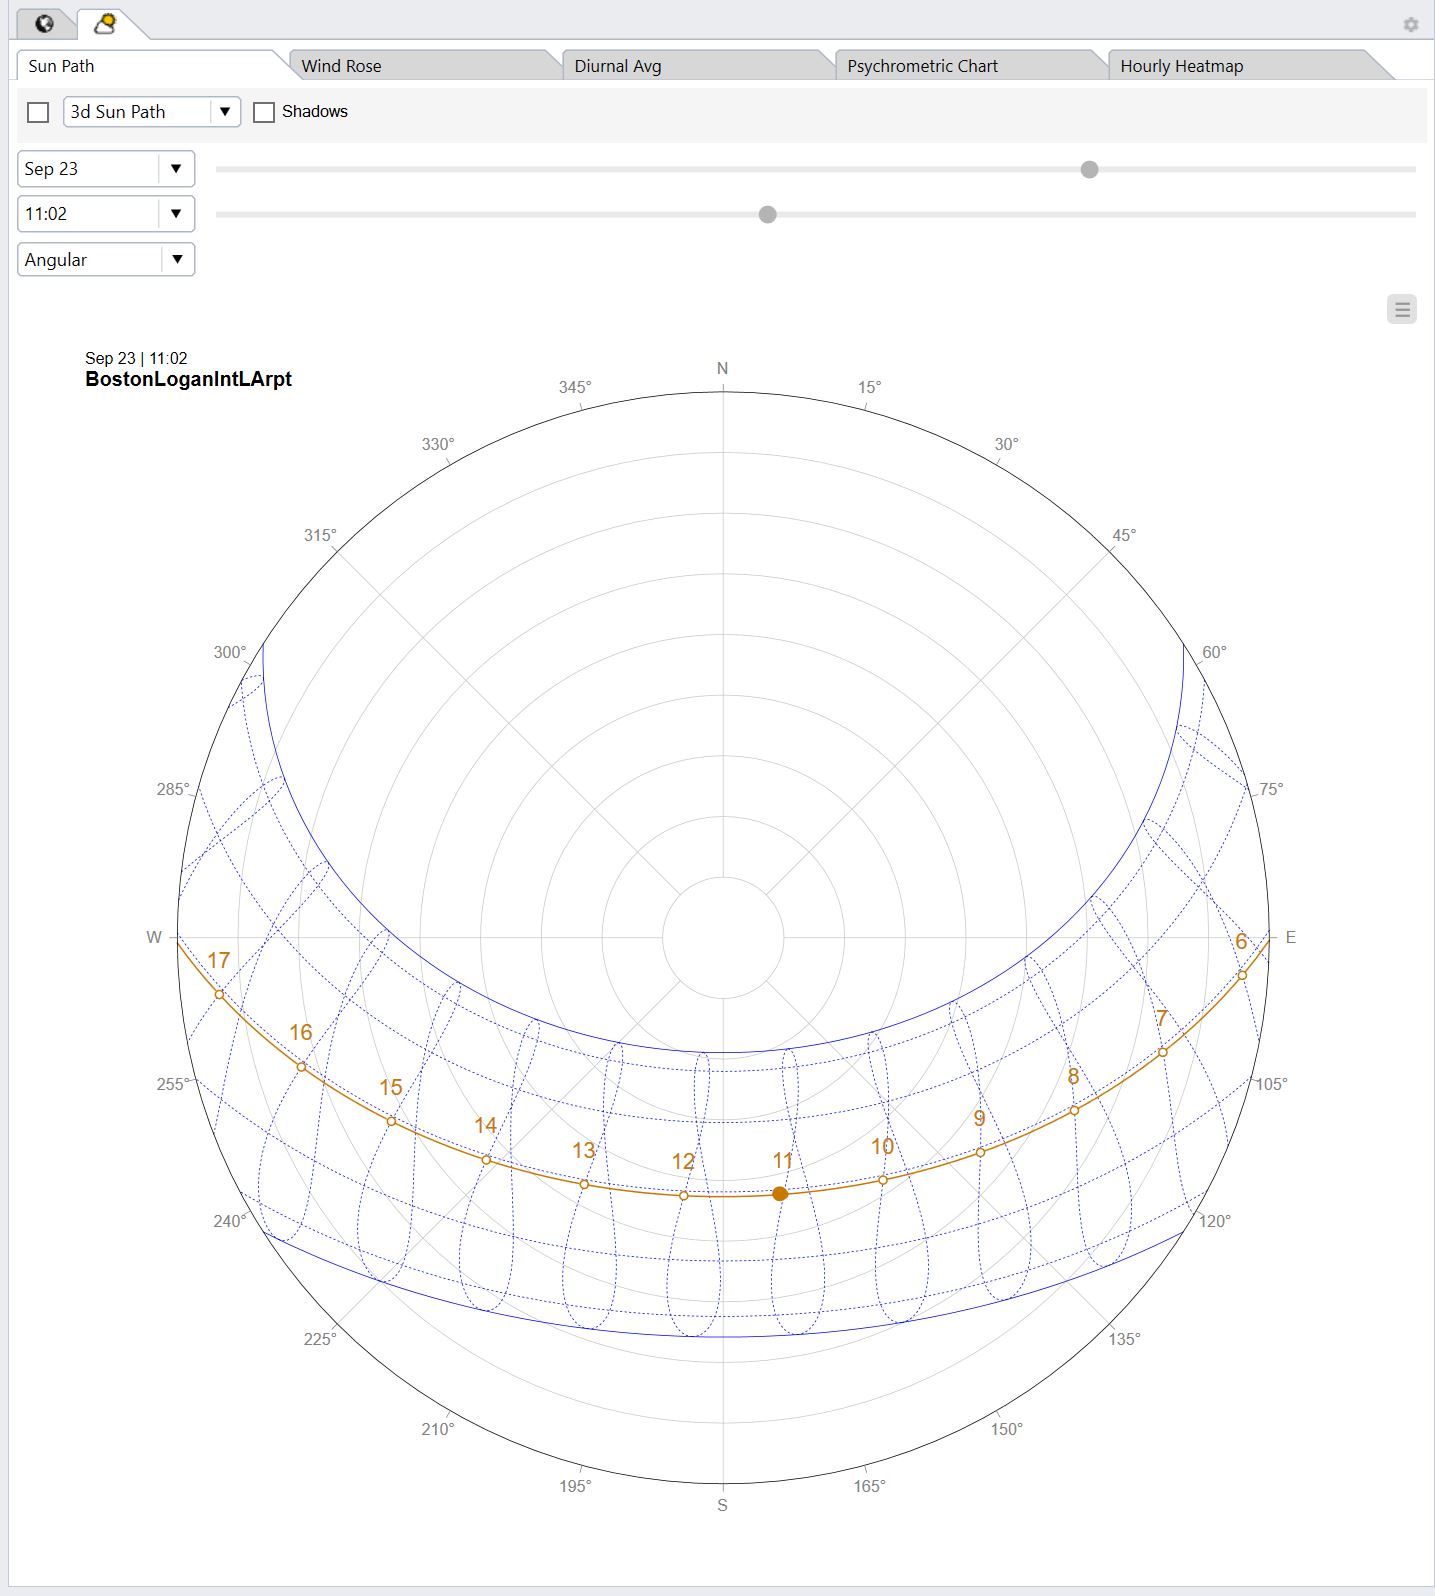 Sun Path
Wind Rose
Diurnal Avg
Psychrometric Chart
Hourly Heatmap
3d Sun Path
Shadows
Sep 23
11:02
Angular
Sep 23 | 11:02
BostonLoganIntLArpt
N
345°
15°
330°
30°
315°
45°
300°
60°
285°
75°
W
E
17
6
16
7
15
8
14
9
13
10
12
11
255°
105°
240°
120°
225°
135°
210°
150°
195°
165°
S